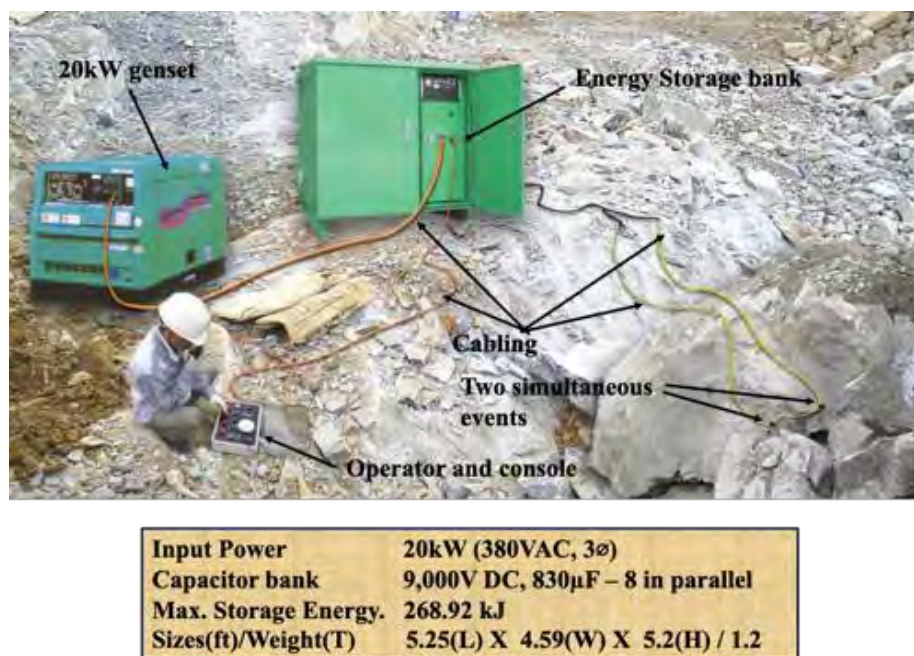 20kW genset
Energy Storage bank
Cabling
Two simultaneous
events
Operator and console
Input Power 20kW (380VAC, 3⌀)
Capacitor bank 9,000V DC, 830µF – 8 in parallel
Max. Storage Energy. 268.92 kJ
Sizes(ft)/Weight(T) 5.25(L) X 4.59(W) X 5.2(H) / 1.2